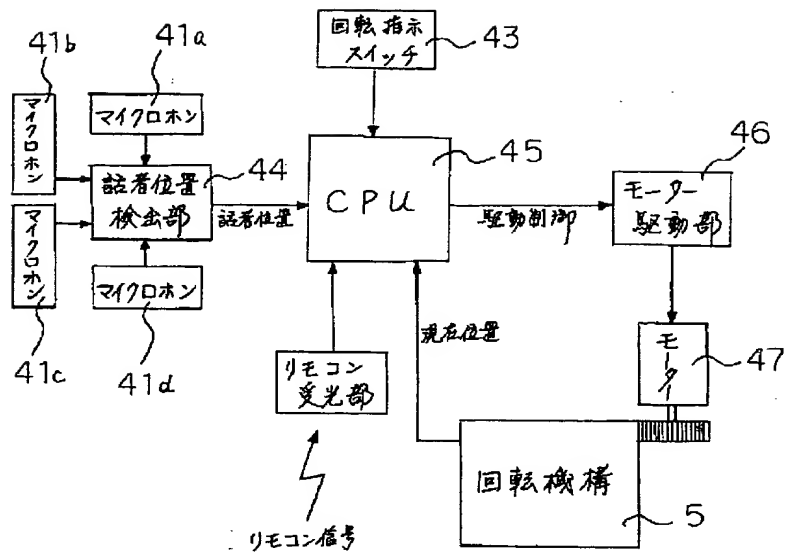 41b
41a
マイクロホン
マイクロホン
回転指示
スイッチ
43
話者位置
検出部
44
話者位置
CPU
45
駆動制御
モーター
駆動部
46
マイクロホン
マイクロホン
41c
41d
リモコン
受光部
現在位置
モーター
47
回転機構
5
リモコン信号